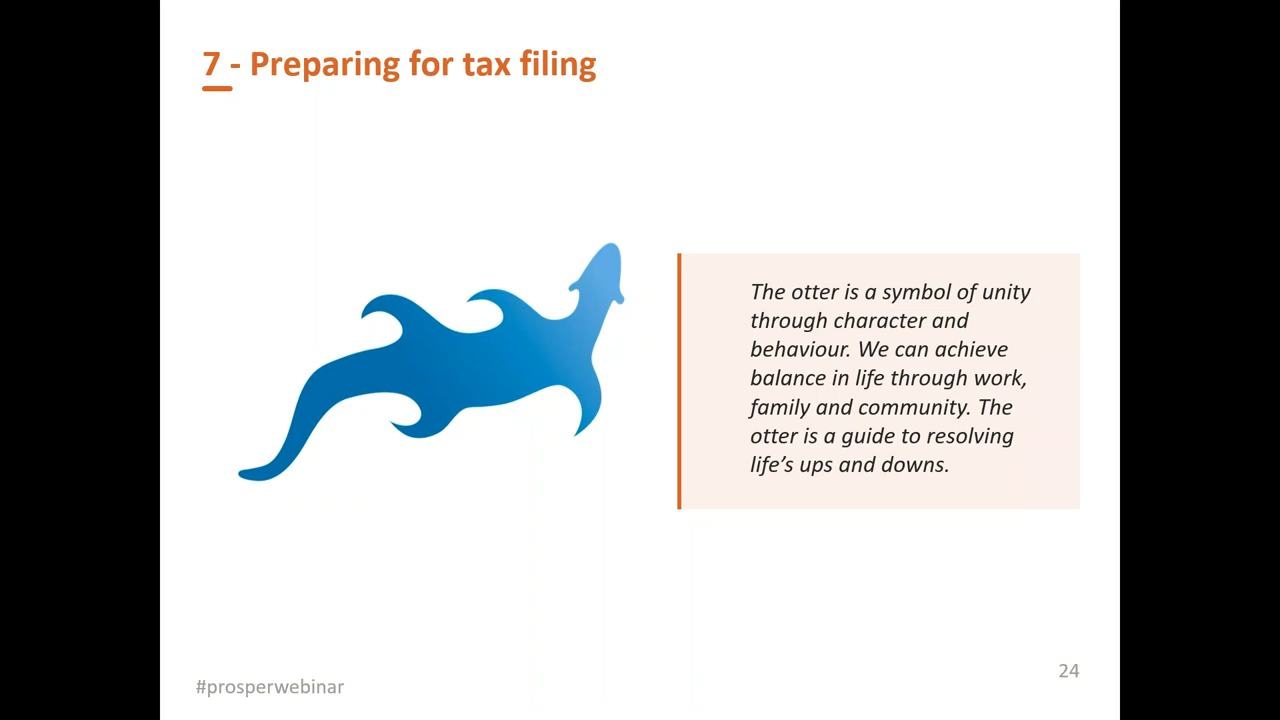 7 - Preparing for tax filing
The otter is a symbol of unity
through character and
behaviour. We can achieve
balance in life through work,
family and community. The
otter is a guide to resolving
life’s ups and downs.
#prosperwebinar
24